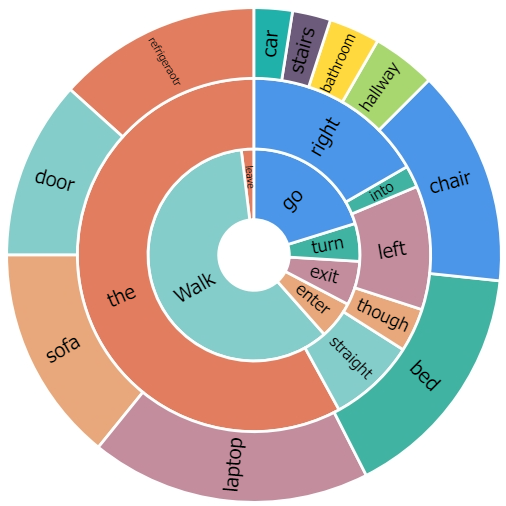 car
stairs
bathroom
hallway
chair
bed
laptop
sofa
door
refrigeraotr
right
into
left
though
straight
the
go
turn
exit
enter
Walk
leave